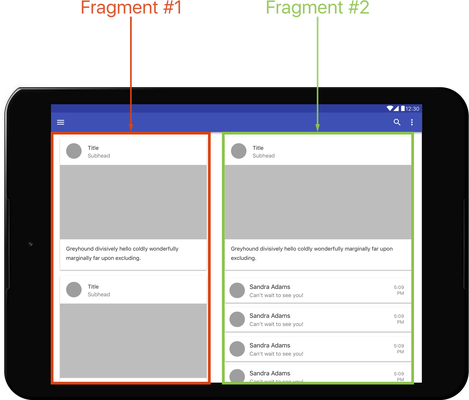 Fragment #1
Fragment #2
12:30
Title
Subhead
Greyhound divisively hello coldly wonderfully
marginally far upon excluding.
Title
Subhead
Title
Subhead
Greyhound divisively hello coldly wonderfully marginally far upon
excluding.
Sandra Adams
Can't wait to see you!
5:09
PM
Sandra Adams
Can't wait to see you!
5:09
PM
Sandra Adams
Can't wait to see you!
5:09
PM
Sandra Adams
Can't wait to see you!
5:09
PM